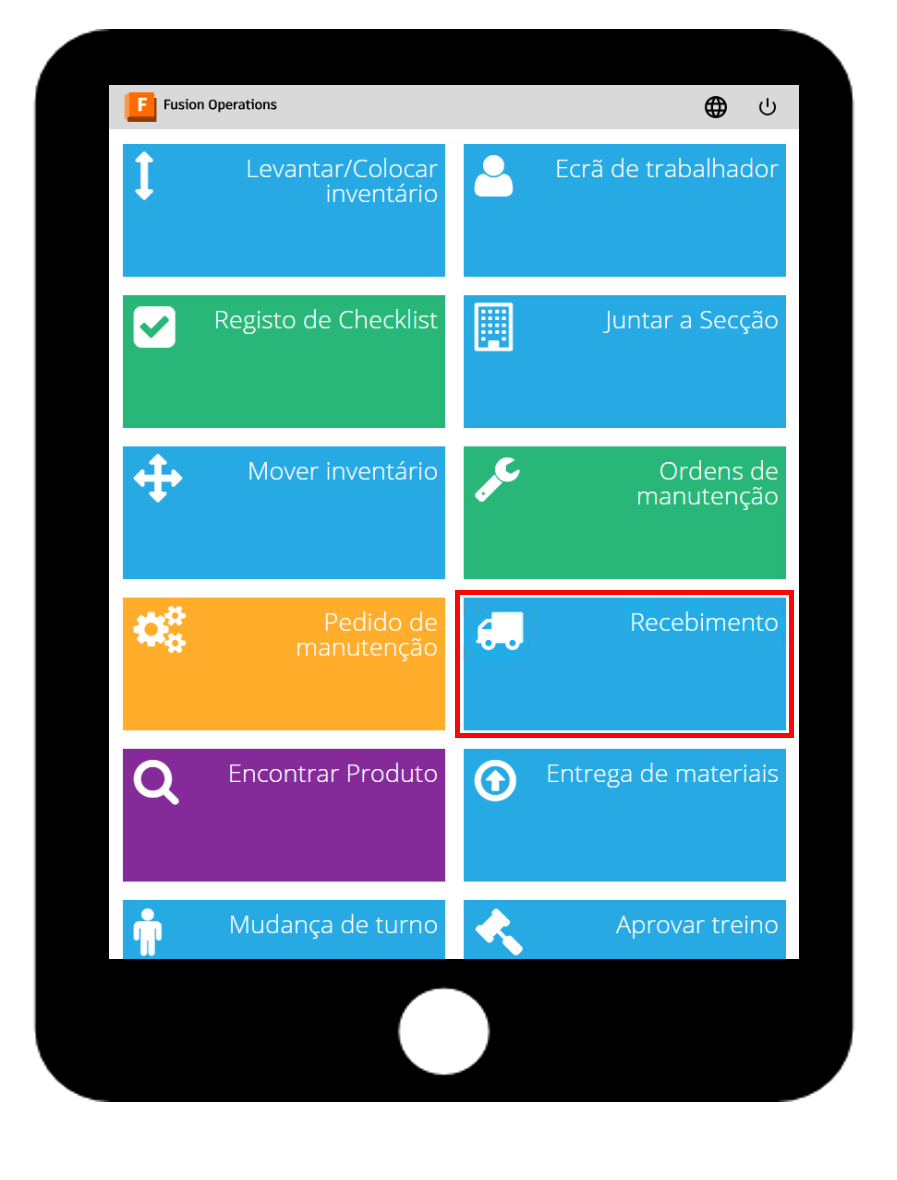 F Fusion Operations
Levantar/Colocar
inventário
Ecrã de trabalhador
Registo de Checklist
Juntar a Secção
Mover inventário
Ordens de
manutenção
Pedido de
manutenção
Recebimento
Encontrar Produto
Entrega de materiais
Mudança de turno
Aprovar treino